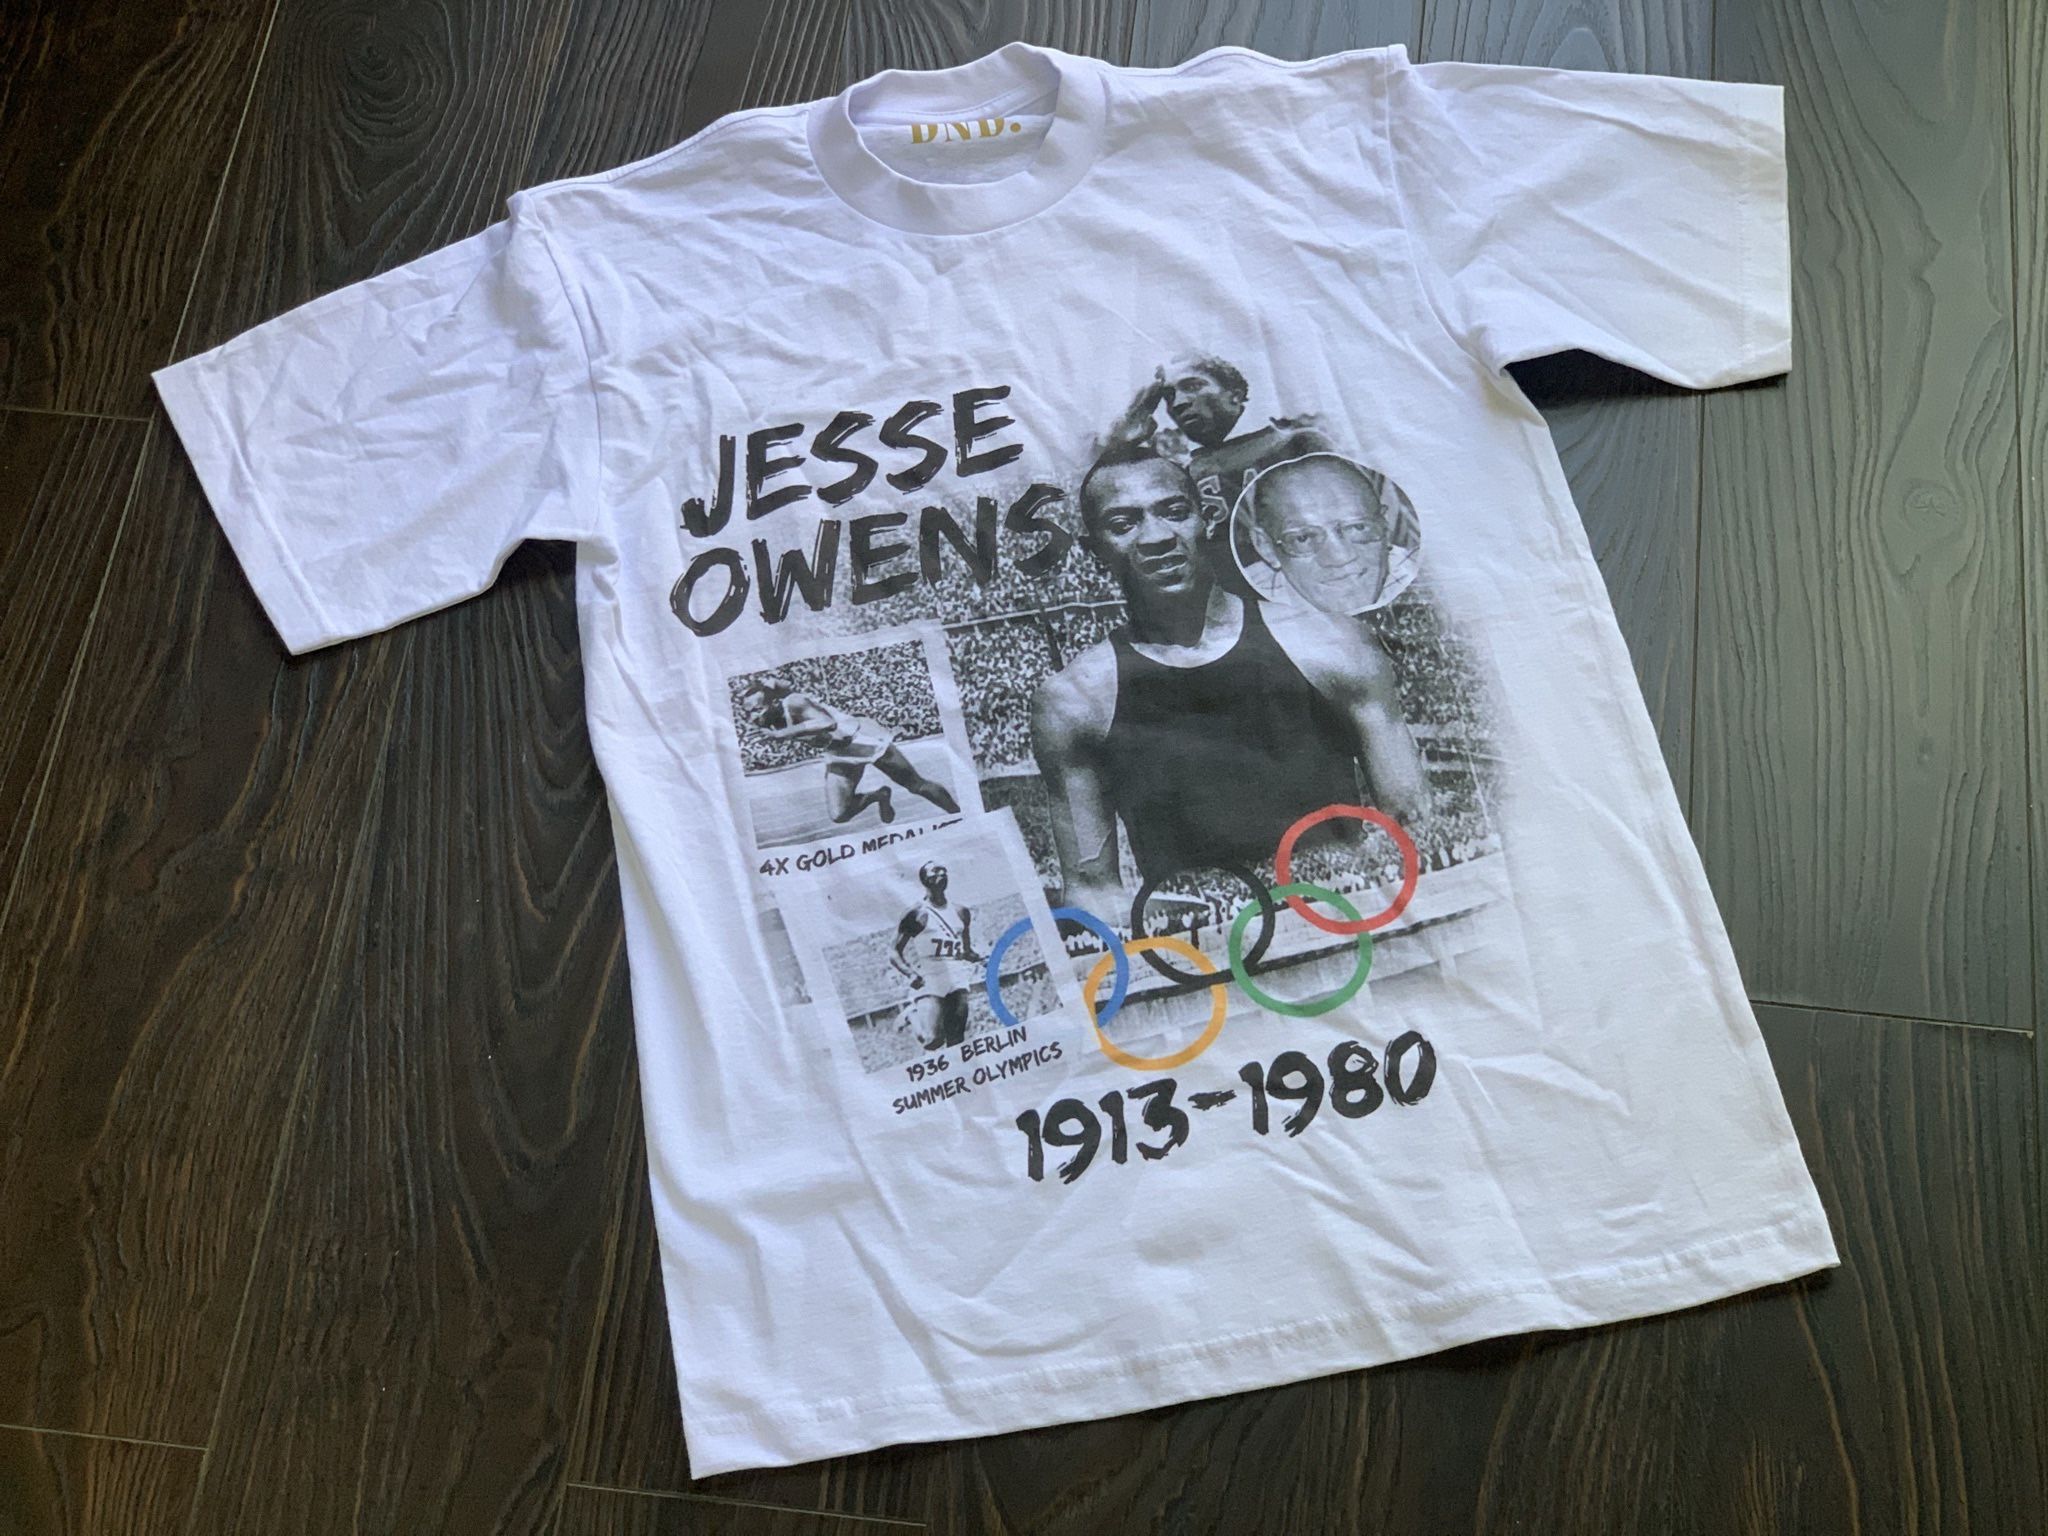 DND.
JESSE
OWENS
4X GOLD MEDALIST
1936 BERLIN
SUMMER OLYMPICS
1913-1980